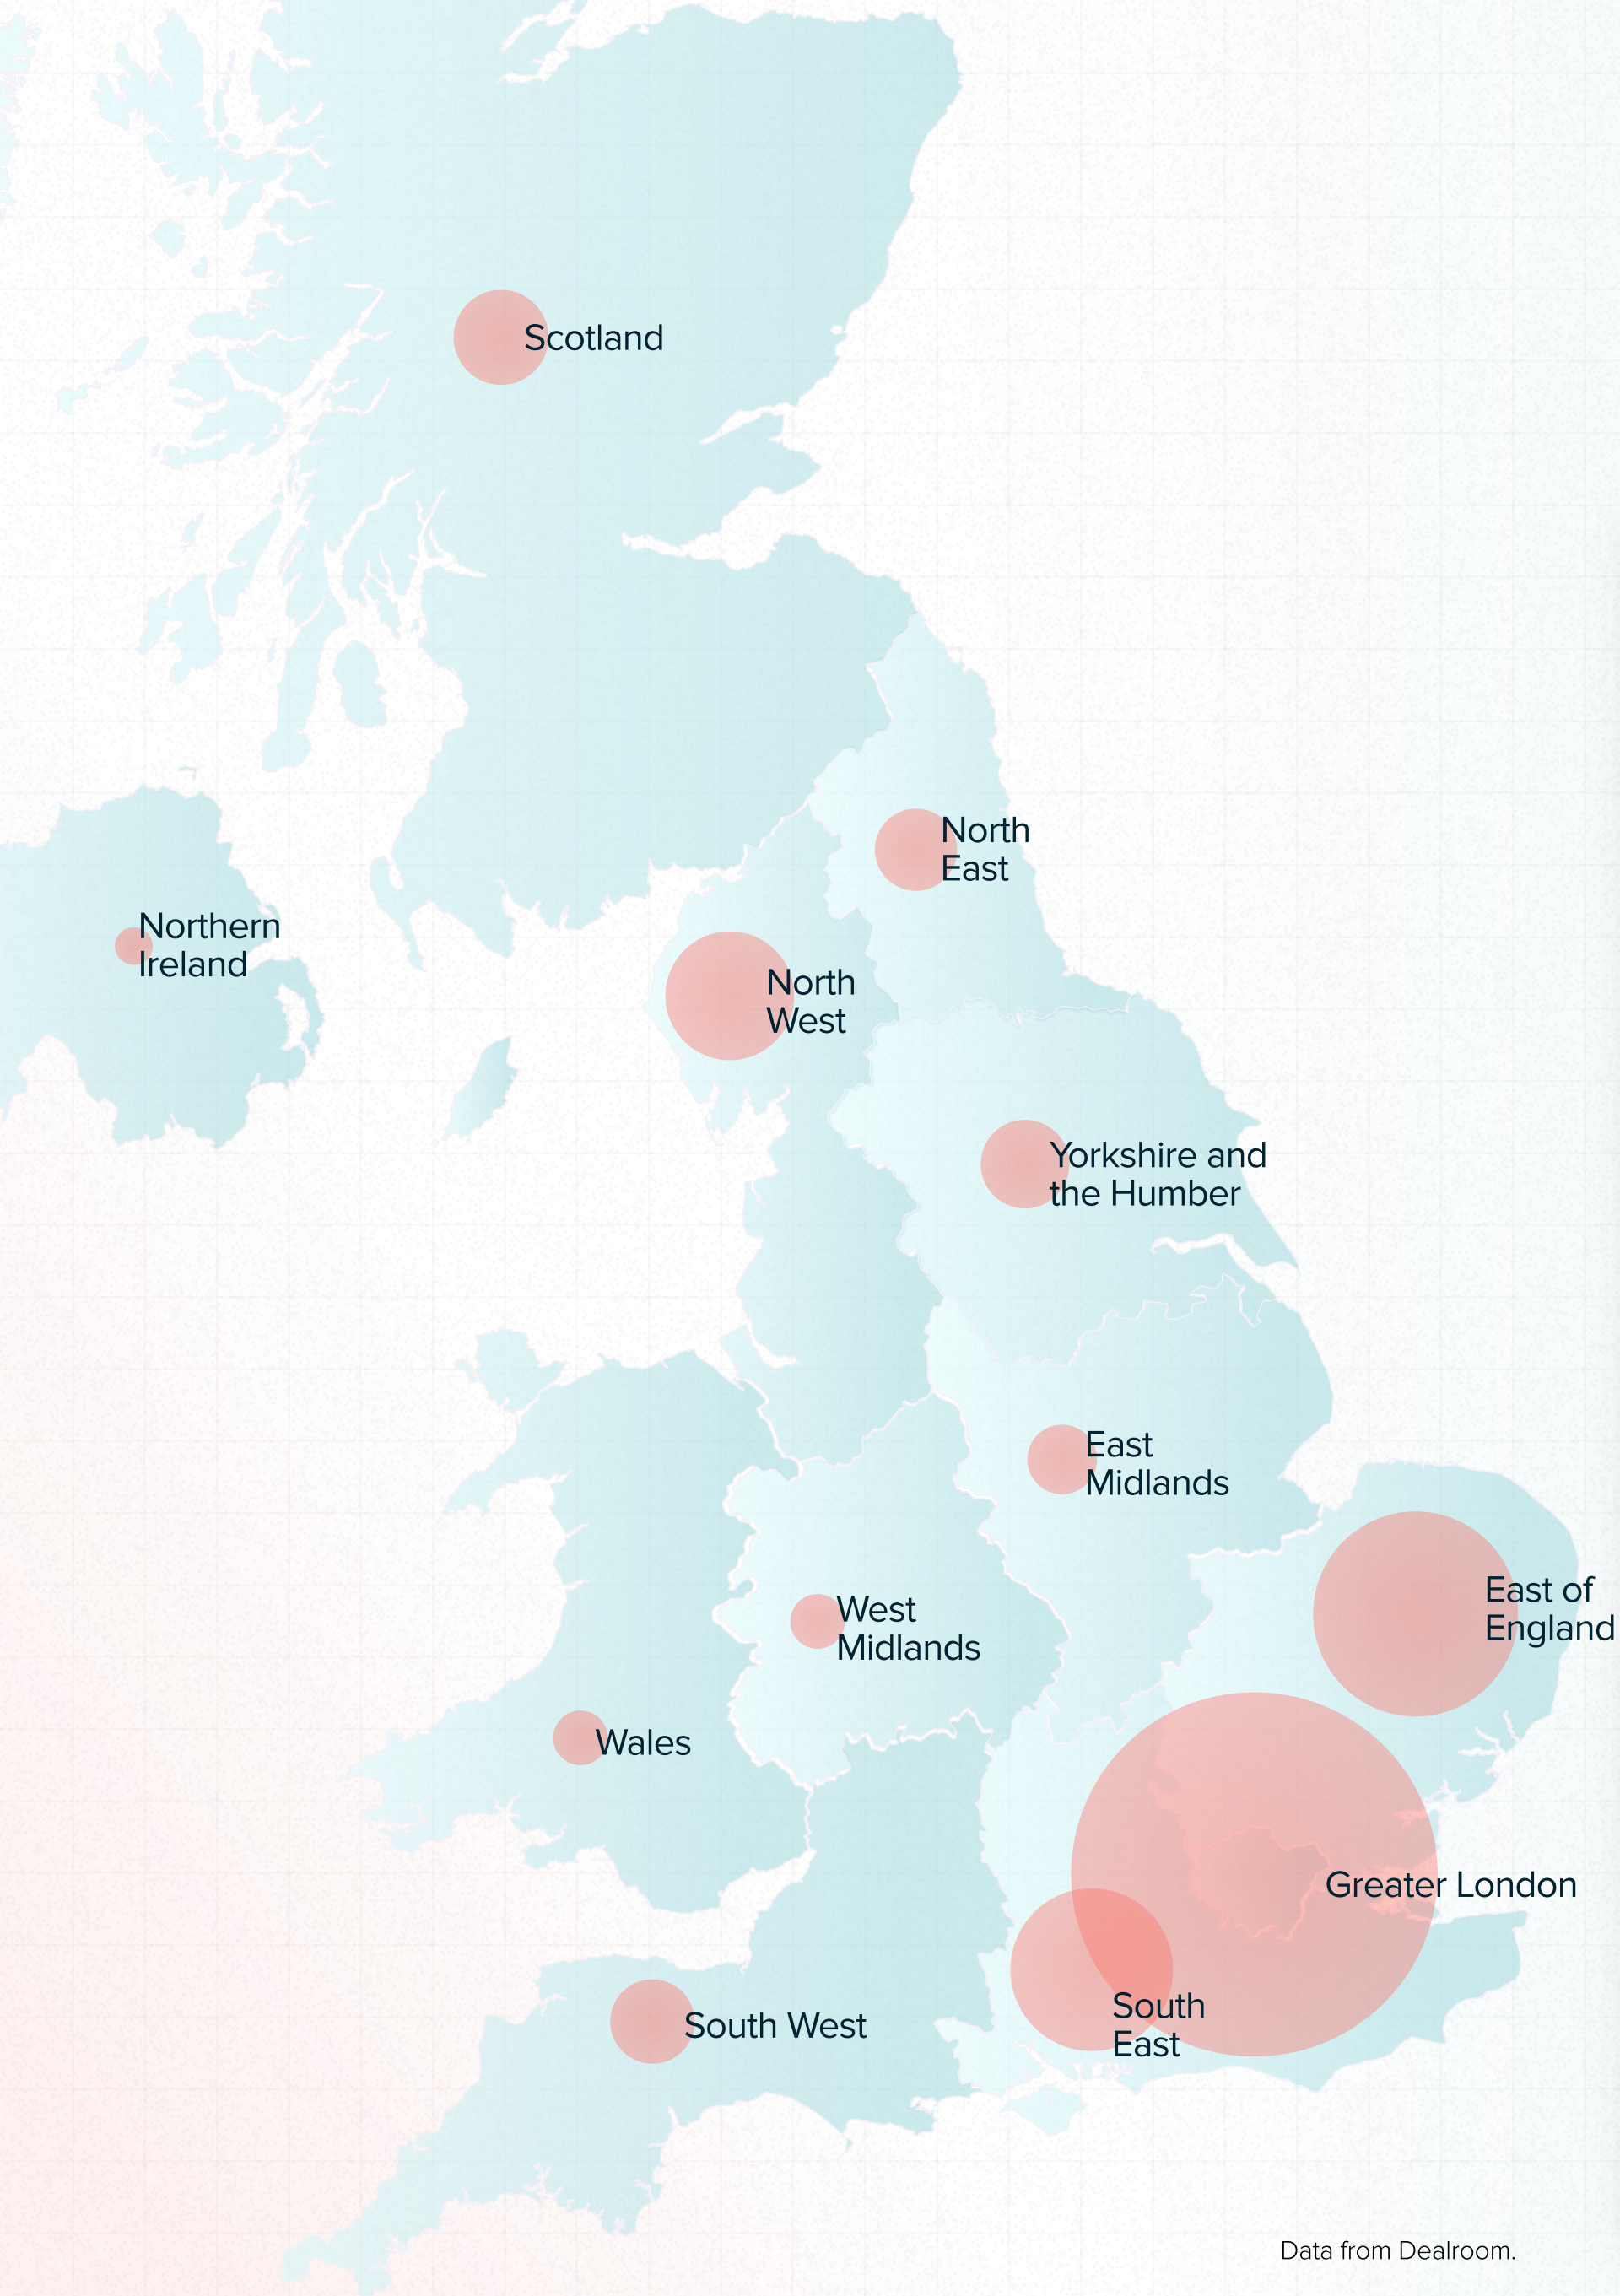 Scotland
North
East
Northern
Ireland
North
West
Yorkshire and
the Humber
East
Midlands
East of
England
West
Midlands
Wales
Greater London
South
East
South West
Data from Dealroom.